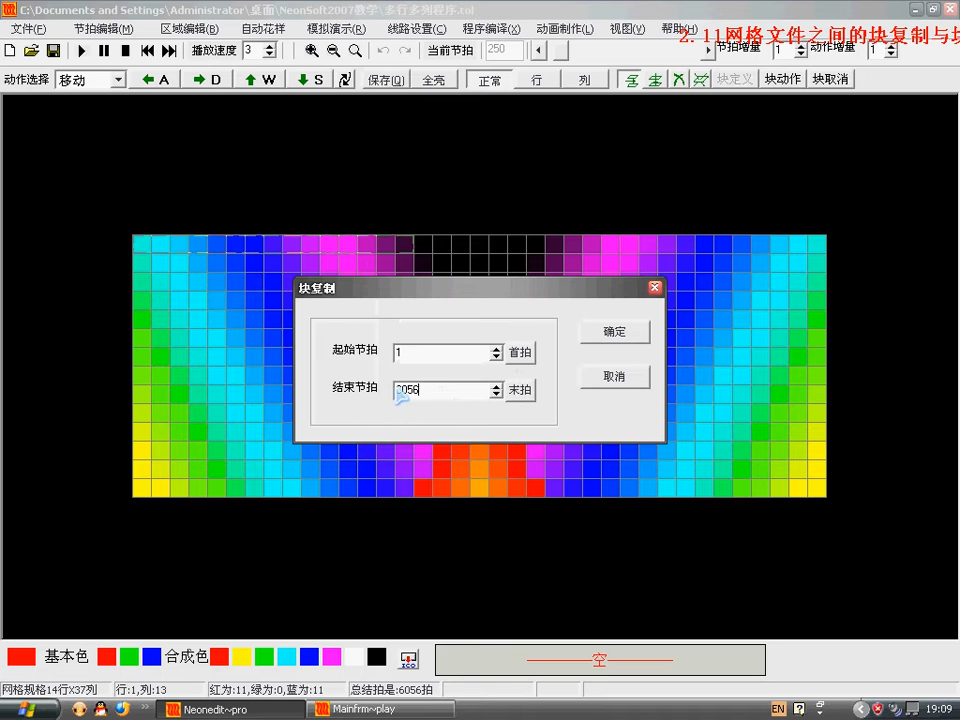 C:\Documents and Settings\Administrator\桌面\NeonSoft2007教学\多行多列程序.rol
文件(F) 节拍编辑(M) 区域编辑(B) 自动花样 模拟演示(R) 线路设置(C) 程序编译(X) 动画制作(L) 视图(V) 帮助(H)
2.11网格文件之间的块复制与块
播放速度 3 当前节拍 250 节拍增量 1 动作增量 1
动作选择 移动 A D W S 保存(Q) 全亮 正常 行 列 块定义 块动作 块取消
块复制
起始节拍 1 首拍 确定
结束节拍 6056 末拍 取消
基本色 合成色 ICO 空
网格规格14行X37列 行:1,列:13 红为:11,绿为:0,蓝为:11 总结拍是:6056拍
Neonedit~pro Mainfrm~play EN 19:09